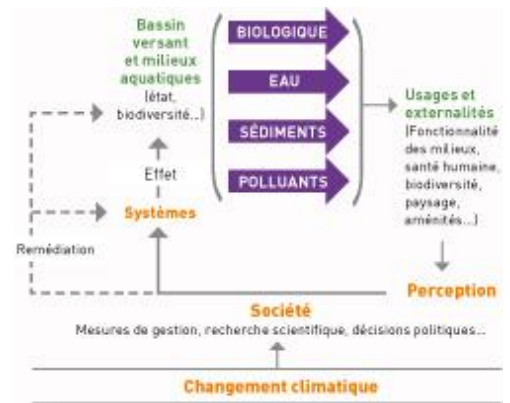 Bassin
versant
et milieux
aquatiques
(état,
biodiversité...)
BIOLOGIQUE
EAU
SÉDIMENTS
POLLUANTS
Usages et
externalités
(Fonctionnalité
des milieux,
santé humaine,
biodiversité,
paysage,
aménités...)
Effet
Systèmes
Remédiation
Perception
Société
Mesures de gestion, recherche scientifique, décisions politiques...
Changement climatique